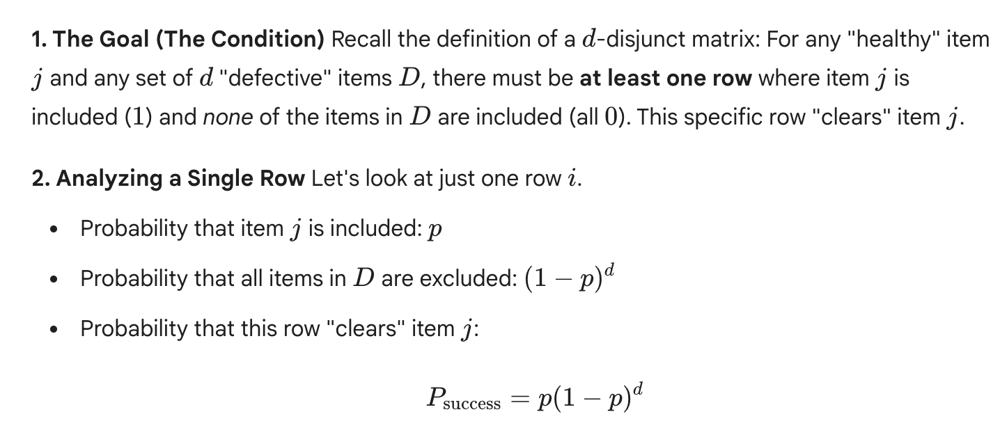 1. The Goal (The Condition) Recall the definition of a d-disjunct matrix: For any "healthy" item
j and any set of d "defective" items D, there must be at least one row where item j is
included (1) and none of the items in D are included (all 0). This specific row "clears" item j.
2. Analyzing a Single Row Let's look at just one row i.
• Probability that item j is included: p
• Probability that all items in D are excluded: (1 − p)^d
• Probability that this row "clears" item j:
P_success = p(1 − p)^d